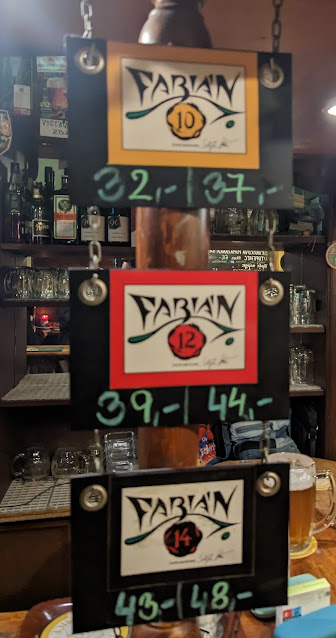 FABIÁN
10
32,-|37,-
FABIÁN
12
39,-|44,-
FABIÁN
14
43-|48,-